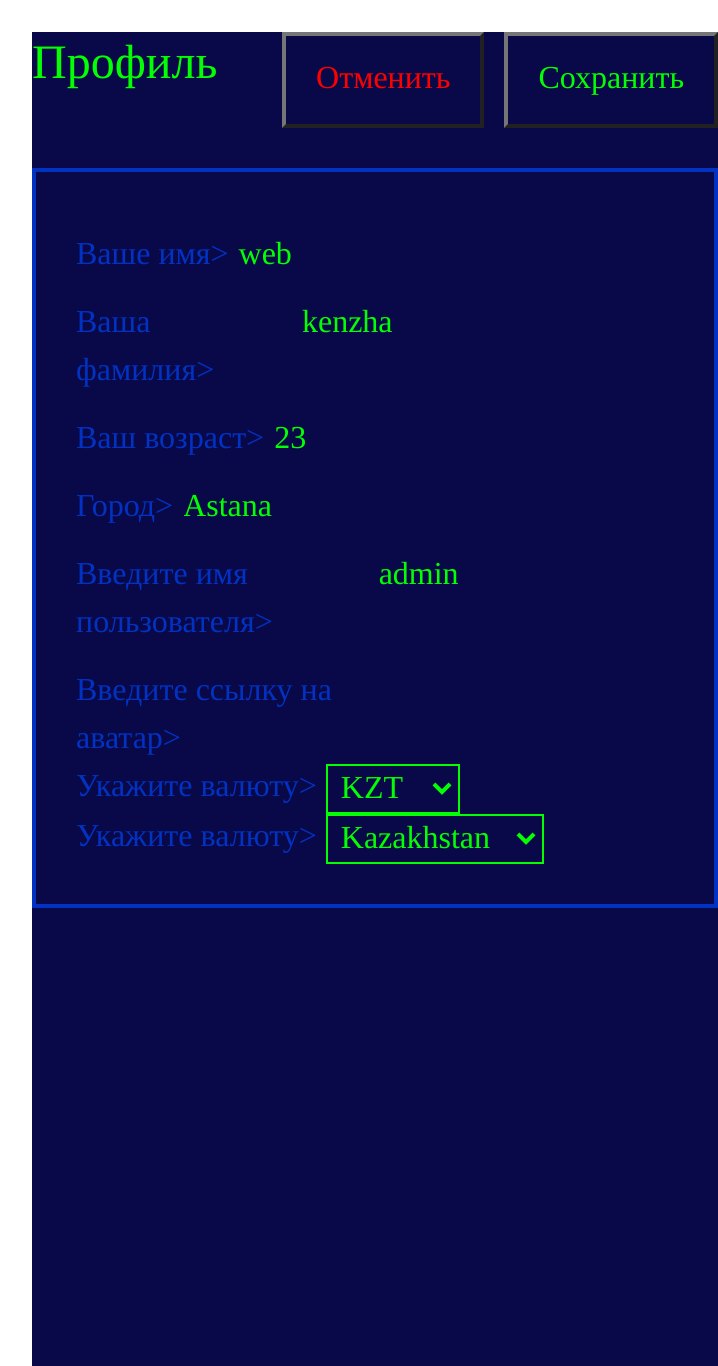 Профиль
Отменить
Сохранить
Ваше имя> web
Ваша kenzha
фамилия>
Ваш возраст> 23
Город> Astana
Введите имя admin
пользователя>
Введите ссылку на
аватар>
Укажите валюту> KZT
Укажите валюту> Kazakhstan